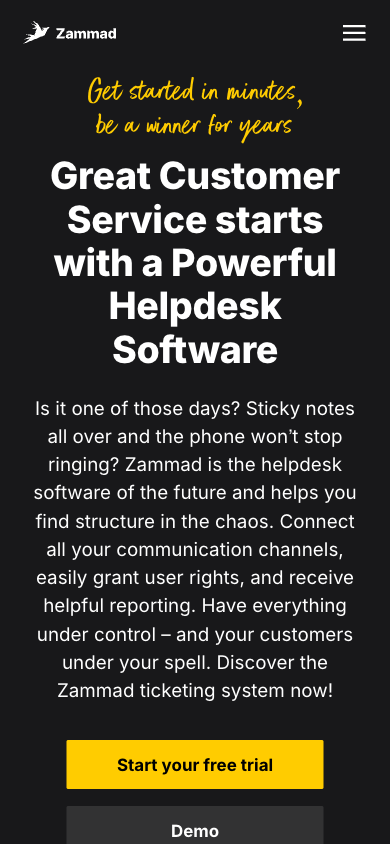 Zammad
Get started in minutes,
be a winner for years
Great Customer
Service starts
with a Powerful
Helpdesk
Software
Is it one of those days? Sticky notes
all over and the phone won’t stop
ringing? Zammad is the helpdesk
software of the future and helps you
find structure in the chaos. Connect
all your communication channels,
easily grant user rights, and receive
helpful reporting. Have everything
under control – and your customers
under your spell. Discover the
Zammad ticketing system now!
Start your free trial
Demo